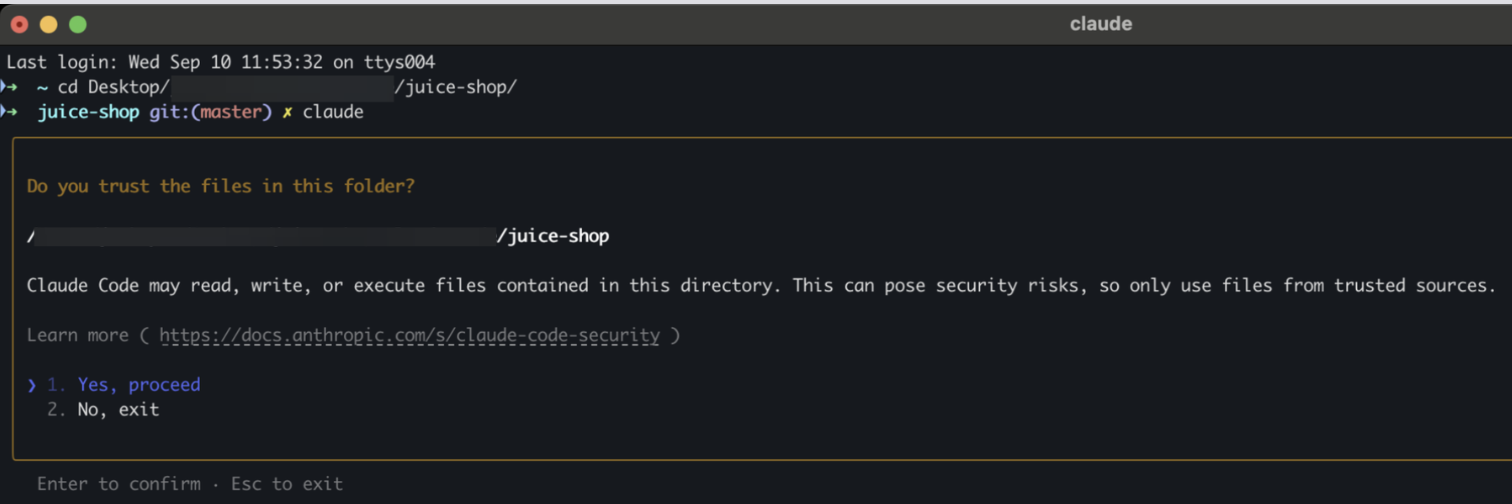 claude
Last login: Wed Sep 10 11:53:32 on ttys004
➜ ~ cd Desktop/ /juice-shop/
➜ juice-shop git:(master) ✗ claude
Do you trust the files in this folder?
/ /juice-shop
Claude Code may read, write, or execute files contained in this directory. This can pose security risks, so only use files from trusted sources.
Learn more ( https://docs.anthropic.com/s/claude-code-security )
❯ 1. Yes, proceed
2. No, exit
Enter to confirm · Esc to exit